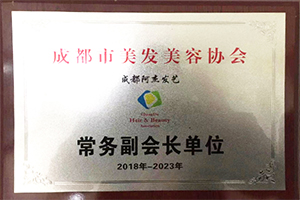 成都市美发美容协会
成都阿杰发艺
Chengdu
Hair & Beauty
Association
常务副会长单位
2018年-2023年